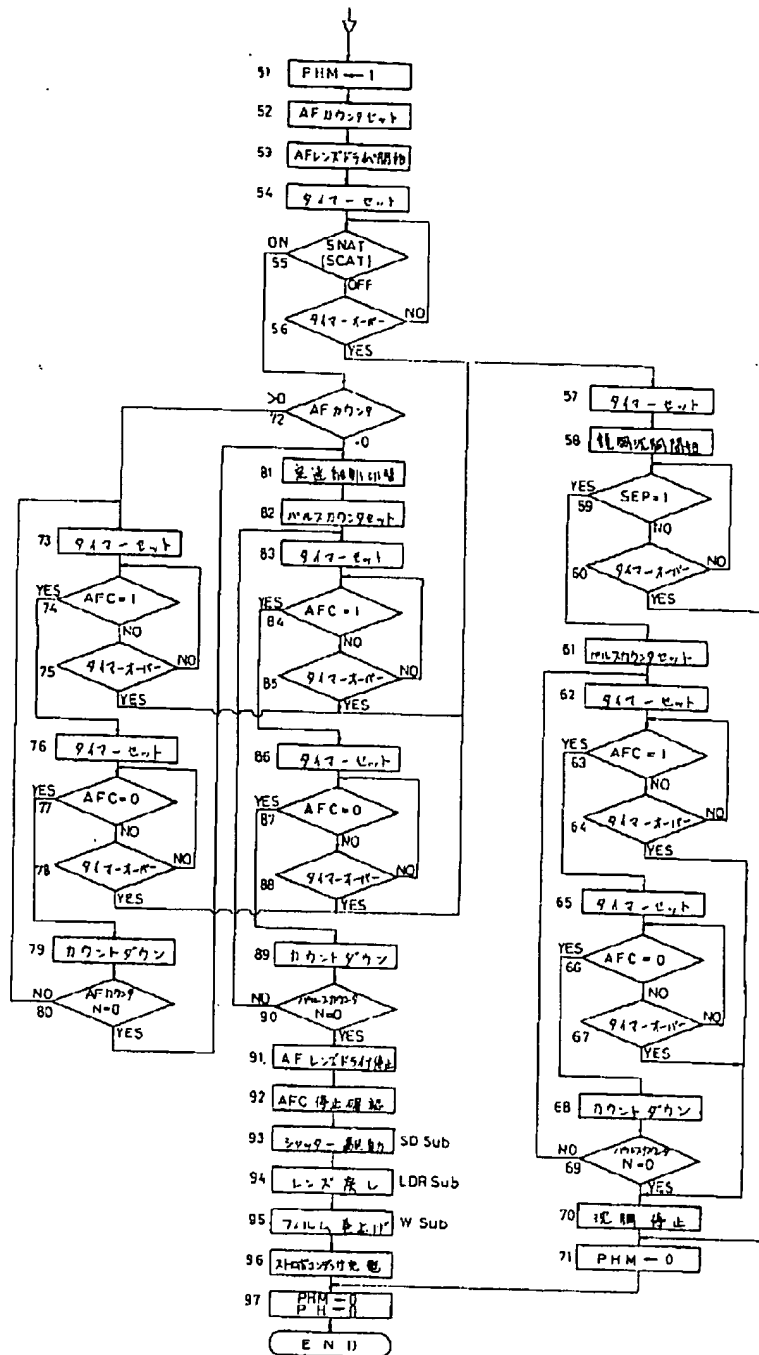 51 PHM ← 1
52 AFカウンタセット
53 AFレンズドライブ開始
54 タイマーセット
ON SNAT
55 (SCAT)
OFF
56 タイマーオーバー NO
YES
>0 AFカウンタ
72 =0
81
82 パルスカウンタセット
73 タイマーセット
YES AFC=1
74 NO
75 タイマーオーバー NO
YES
76 タイマーセット
YES AFC=0
77 NO
78 タイマーオーバー NO
YES
79 カウントダウン
NO AFカウンタ
80 N=0
YES
83 タイマーセット
YES AFC=1
84 NO
85 タイマーオーバー NO
YES
86 タイマーセット
YES AFC=0
87 NO
88 タイマーオーバー NO
YES
89 カウントダウン
NO パルスカウンタ
90 N=0
YES
91. AFレンズドライブ停止
92 AFC停止確認
93 シャッター SD Sub
94 レンズ戻し LDR Sub
95 フィルム巻上げ W Sub
96 ストロボコンデンサ充電
97 PHM=0
PH=0
END
57 タイマーセット
58 沈胴開始
YES SEP=1
59 NO
60 タイマーオーバー NO
YES
61 パルスカウンタセット
62 タイマーセット
YES AFC=1
63 NO
64 タイマーオーバー NO
YES
65 タイマーセット
YES AFC=0
66 NO
67 タイマーオーバー NO
YES
68 カウントダウン
NO パルスカウンタ
69 N=0
YES
70 沈胴停止
71 PHM ← 0